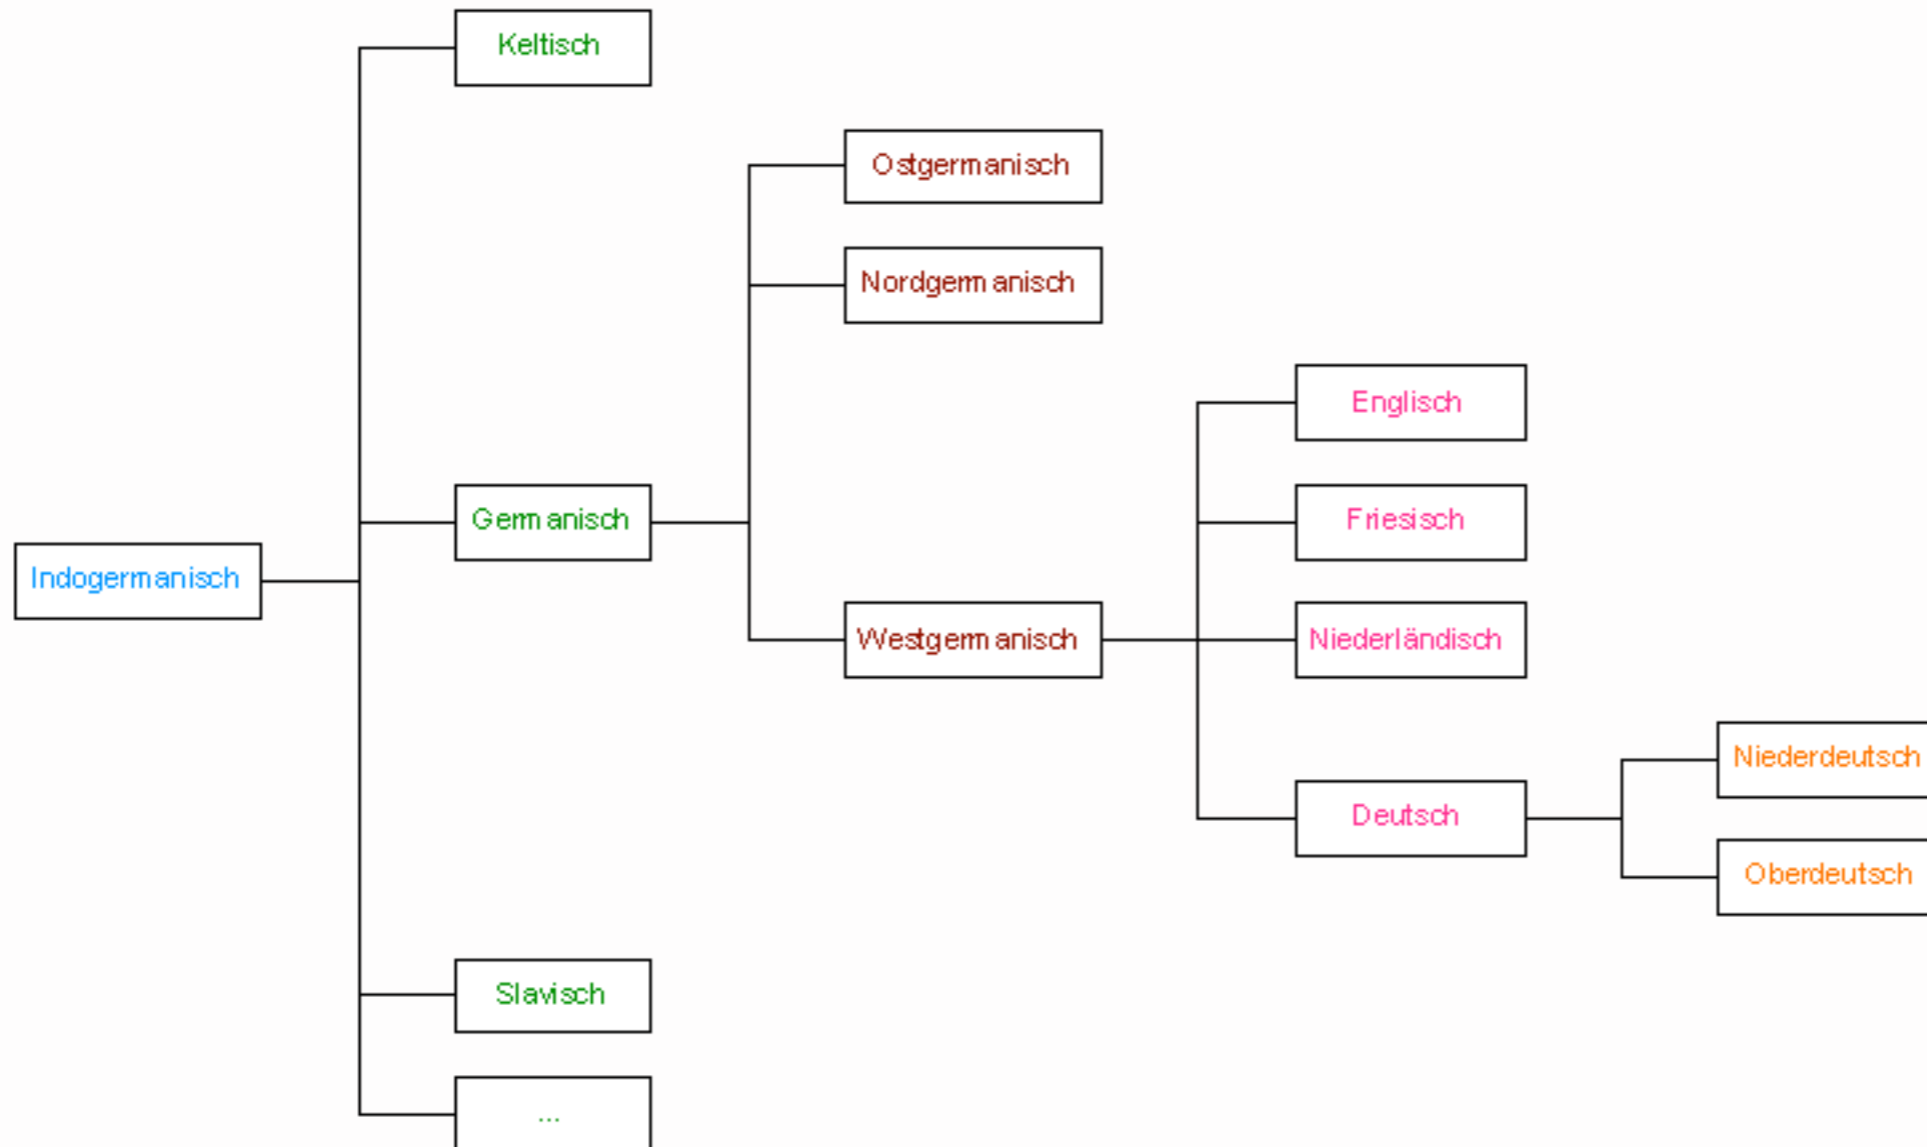 Keltisch
Ostgermanisch
Nordgermanisch
Englisch
Germanisch
Friesisch
Indogermanisch
Westgermanisch
Niederländisch
Niederdeutsch
Deutsch
Oberdeutsch
Slavisch
...